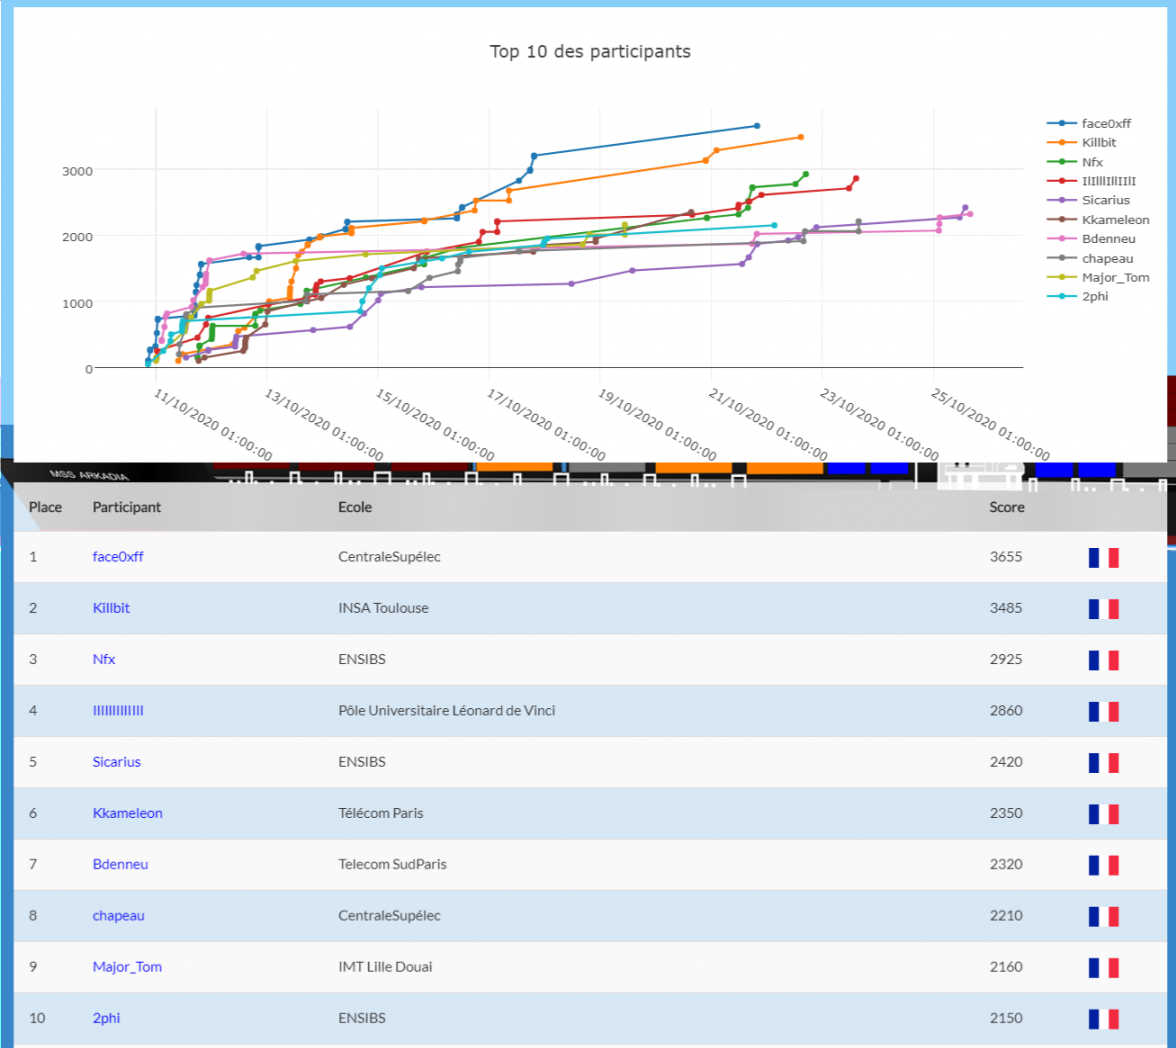 Top 10 des participants
3000
2000
1000
0
11/10/2020 01:00:00
13/10/2020 01:00:00
15/10/2020 01:00:00
17/10/2020 01:00:00
19/10/2020 01:00:00
21/10/2020 01:00:00
23/10/2020 01:00:00
25/10/2020 01:00:00
face0xff
Killbit
Nfx
Sicarius
Kkameleon
Bdenneu
chapeau
Major_Tom
2phi
MSS ARKADIA
Place Participant Ecole Score
1 face0xff CentraleSupélec 3655
2 Killbit INSA Toulouse 3485
3 Nfx ENSIBS 2925
4 Pôle Universitaire Léonard de Vinci 2860
5 Sicarius ENSIBS 2420
6 Kkameleon Télécom Paris 2350
7 Bdenneu Telecom SudParis 2320
8 chapeau CentraleSupélec 2210
9 Major_Tom IMT Lille Douai 2160
10 2phi ENSIBS 2150